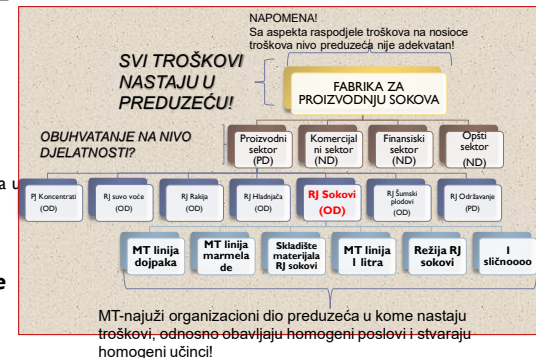 NAPOMENA!
Sa aspekta raspodjele troškova na nosioce
troškova nivo preduzeća nije adekvatan!
SVI TROŠKOVI
NASTAJU U
PREDUZEĆU!
FABRIKA ZA
PROIZVODNJU SOKOVA
OBUHVATANJE NA NIVO
DJELATNOSTI?
Proizvodni
sektor
(PD)
Komercijal
ni sektor
(ND)
Finansiski
sektor
(ND)
Opšti
sektor
(ND)
PJ Koncentrati
(OD)
RJ suvo voće
(OD)
RJ Rakija
(OD)
RJ Hladnjača
(OD)
RJ Sokovi
(OD)
RJ Šumski
plodovi
(OD)
RJ Održavanje
(PD)
MT linija
dojpaka
MT linija
marmela
de
Skladište
materijala
RJ sokovi
MT linija
1 litra
Režija RJ
sokovi
I
sličnoooo
MT-najuži organizacioni dio preduzeća u kome nastaju
troškovi, odnosno obavljaju homogeni poslovi i stvaraju
homogeni učinci!